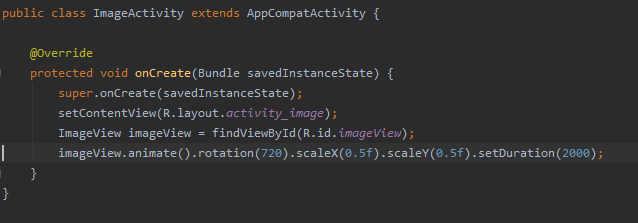 public class ImageActivity extends AppCompatActivity {
@Override
protected void onCreate(Bundle savedInstanceState) {
super.onCreate(savedInstanceState);
setContentView(R.layout.activity_image);
ImageView imageView = findViewById(R.id.imageView);
imageView.animate().rotation(720).scaleX(0.5f).scaleY(0.5f).setDuration(2000);
}
}